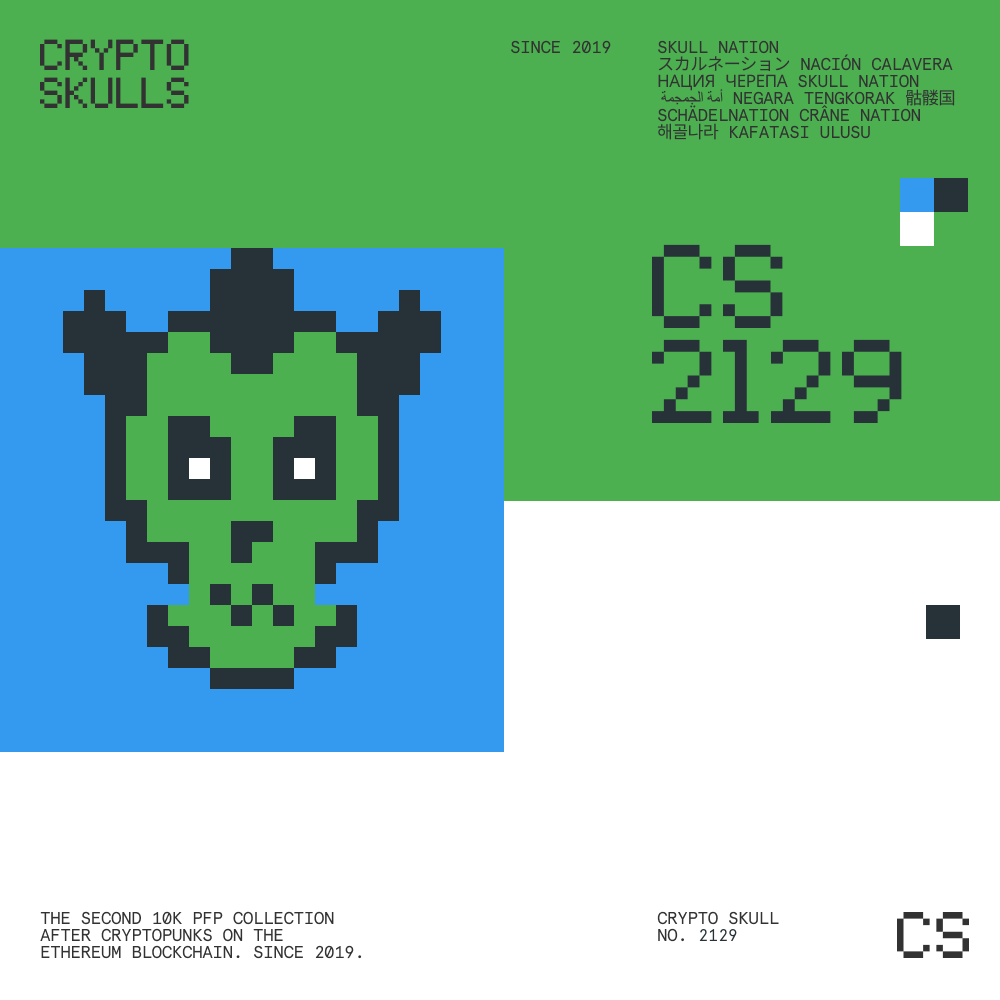 CRYPTO
SKULLS
SINCE 2019
SKULL NATION
スカルネーション NACIÓN CALAVERA
НАЦИЯ ЧЕРЕПА SKULL NATION
أمة الجمجمة NEGARA TENGKORAK 骷髅国
SCHÄDELNATION CRÂNE NATION
해골나라 KAFATASI ULUSU
CS
2129
THE SECOND 10K PFP COLLECTION
AFTER CRYPTOPUNKS ON THE
ETHEREUM BLOCKCHAIN. SINCE 2019.
CRYPTO SKULL
NO. 2129
CS